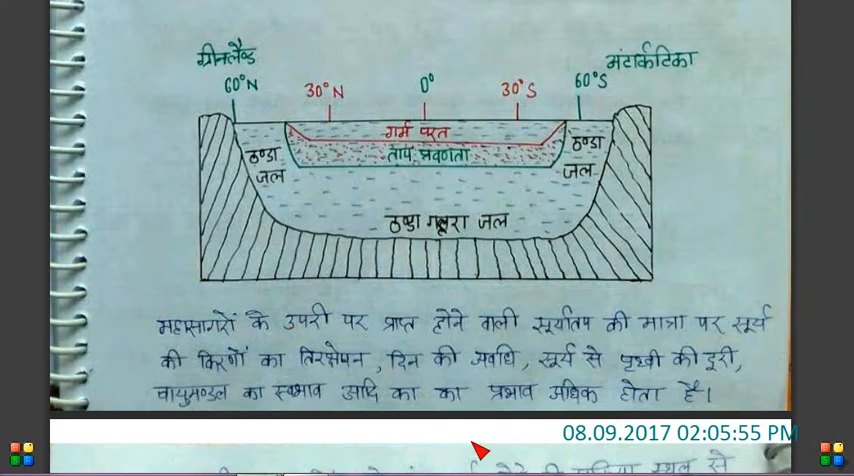 ग्रीनलैण्ड
मंटार्कटिका
60°N
30°N
0°
30°S
60°S
गर्म परत
ताप प्रवणता
ठण्डा
जल
ठण्डा
जल
ठण्डा गहरा जल
महासागरों के उपरी पर प्राप्त होने वाली सूर्यातप की मात्रा पर सूर्य
की किरणों का तिरक्षेपन, दिन की अवधि, सूर्य से पृथ्वी की दूरी,
वायुमण्डल का स्वभाव आदि का का प्रभाव अधिक होता है।
08.09.2017 02:05:55 PM